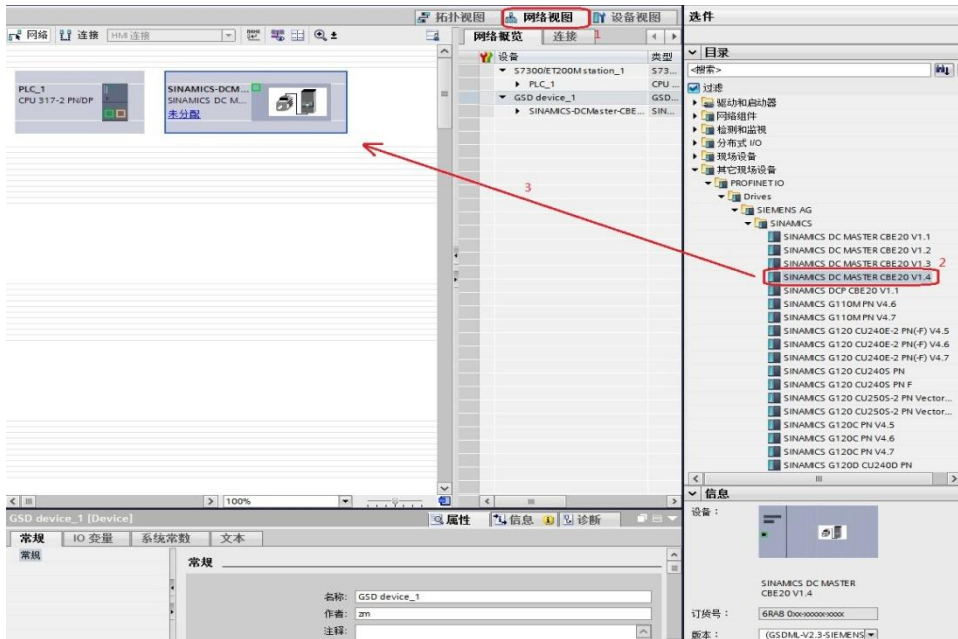 拓扑视图 网络视图 设备视图 选件
网络 连接 HMI连接 网络概览 连接 1
目录
设备 类型
<搜索>
S7300/ET200M station_1 S73...
PLC_1 CPU ...
GSD device_1 GSD...
SINAMICS-DCMaster-CBE... SIN...
PLC_1
CPU 317-2 PN/DP
SINAMICS-DCM...
SINAMICS DC M...
未分配
3
过滤
驱动和启动器
网络组件
检测和监视
分布式 I/O
现场设备
其它现场设备
PROFINET IO
Drives
SIEMENS AG
SINAMICS
SINAMICS DC MASTER CBE20 V1.1
SINAMICS DC MASTER CBE20 V1.2
SINAMICS DC MASTER CBE20 V1.3 2
SINAMICS DC MASTER CBE20 V1.4
SINAMICS DCP CBE20 V1.1
SINAMICS G110M PN V4.6
SINAMICS G110M PN V4.7
SINAMICS G120 CU240E-2 PN(-F) V4.5
SINAMICS G120 CU240E-2 PN(-F) V4.6
SINAMICS G120 CU240E-2 PN(-F) V4.7
SINAMICS G120 CU240S PN
SINAMICS G120 CU240S PN F
SINAMICS G120 CU250S-2 PN Vector...
SINAMICS G120 CU250S-2 PN Vector...
SINAMICS G120C PN V4.5
SINAMICS G120C PN V4.6
SINAMICS G120C PN V4.7
SINAMICS G120D CU240D PN
100%
信息
GSD device_1 [Device] 属性 信息 诊断
常规 IO 变量 系统常数 文本
常规
常规
名称: GSD device_1
作者: zm
注释:
设备:
SINAMICS DC MASTER
CBE20 V1.4
订货号: 6RA8 0xx-xxxxx-xxxx
版本: (GSDML-V2.3-SIEMENS